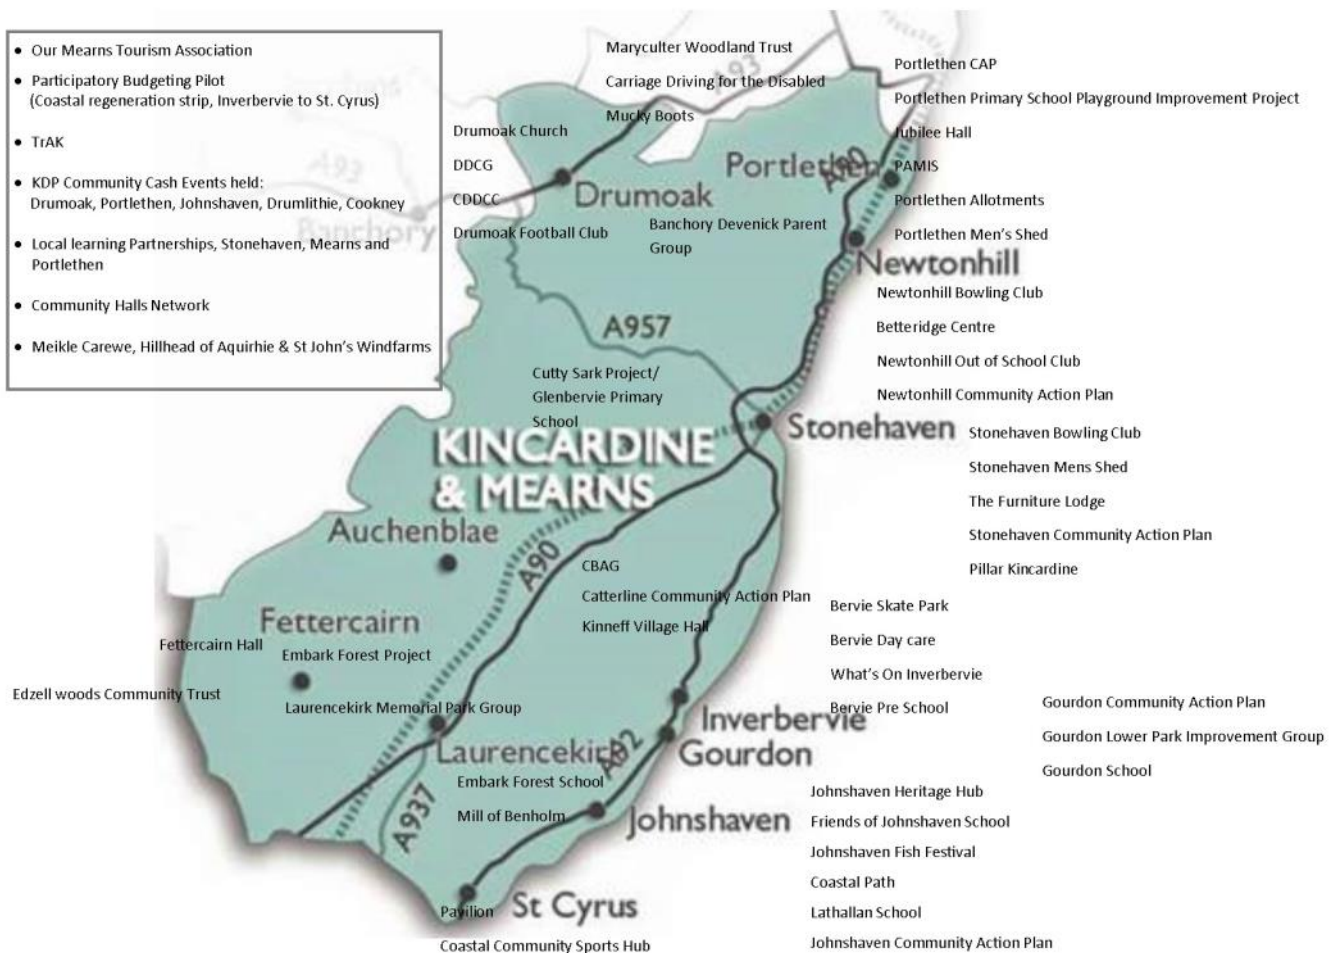 • Our Mearns Tourism Association
• Participatory Budgeting Pilot
(Coastal regeneration strip, Inverbervie to St. Cyrus)
• TrAK
• KDP Community Cash Events held:
Drumoak, Portlethen, Johnshaven, Drumlithie, Cookney
• Local learning Partnerships, Stonehaven, Mearns and
Portlethen
• Community Halls Network
• Meikle Carewe, Hillhead of Aquirhie & St John's Windfarms
A93
Banchory
Maryculter Woodland Trust
A93
Carriage Driving for the Disabled
Mucky Boots
Drumoak Church
DDCG
CDDCC
Drumoak Football Club
Drumoak
Banchory Devenick Parent
Group
Portlethen CAP
Portlethen Primary School Playground Improvement Project
Jubilee Hall
PAMIS
Portlethen Allotments
Portlethen Men's Shed
Portlethen
A90
Newtonhill
Newtonhill Bowling Club
Betteridge Centre
Newtonhill Out of School Club
Newtonhill Community Action Plan
A957
Cutty Sark Project/
Glenbervie Primary
School
Stonehaven
Stonehaven Bowling Club
Stonehaven Mens Shed
The Furniture Lodge
Stonehaven Community Action Plan
Pillar Kincardine
KINCARDINE
& MEARNS
Auchenblae
A90
CBAG
Catterline Community Action Plan
Kinneff Village Hall
Bervie Skate Park
Bervie Day care
What's On Inverbervie
Bervie Pre School
Fettercairn
Fettercairn Hall
Embark Forest Project
Edzell woods Community Trust
Laurencekirk Memorial Park Group
Laurencekirk
Inverbervie
Gourdon
A92
Gourdon Community Action Plan
Gourdon Lower Park Improvement Group
Gourdon School
Embark Forest School
Mill of Benholm
A937
Johnshaven
Johnshaven Heritage Hub
Friends of Johnshaven School
Johnshaven Fish Festival
Coastal Path
Lathallan School
Johnshaven Community Action Plan
St Cyrus
Pavilion
Coastal Community Sports Hub